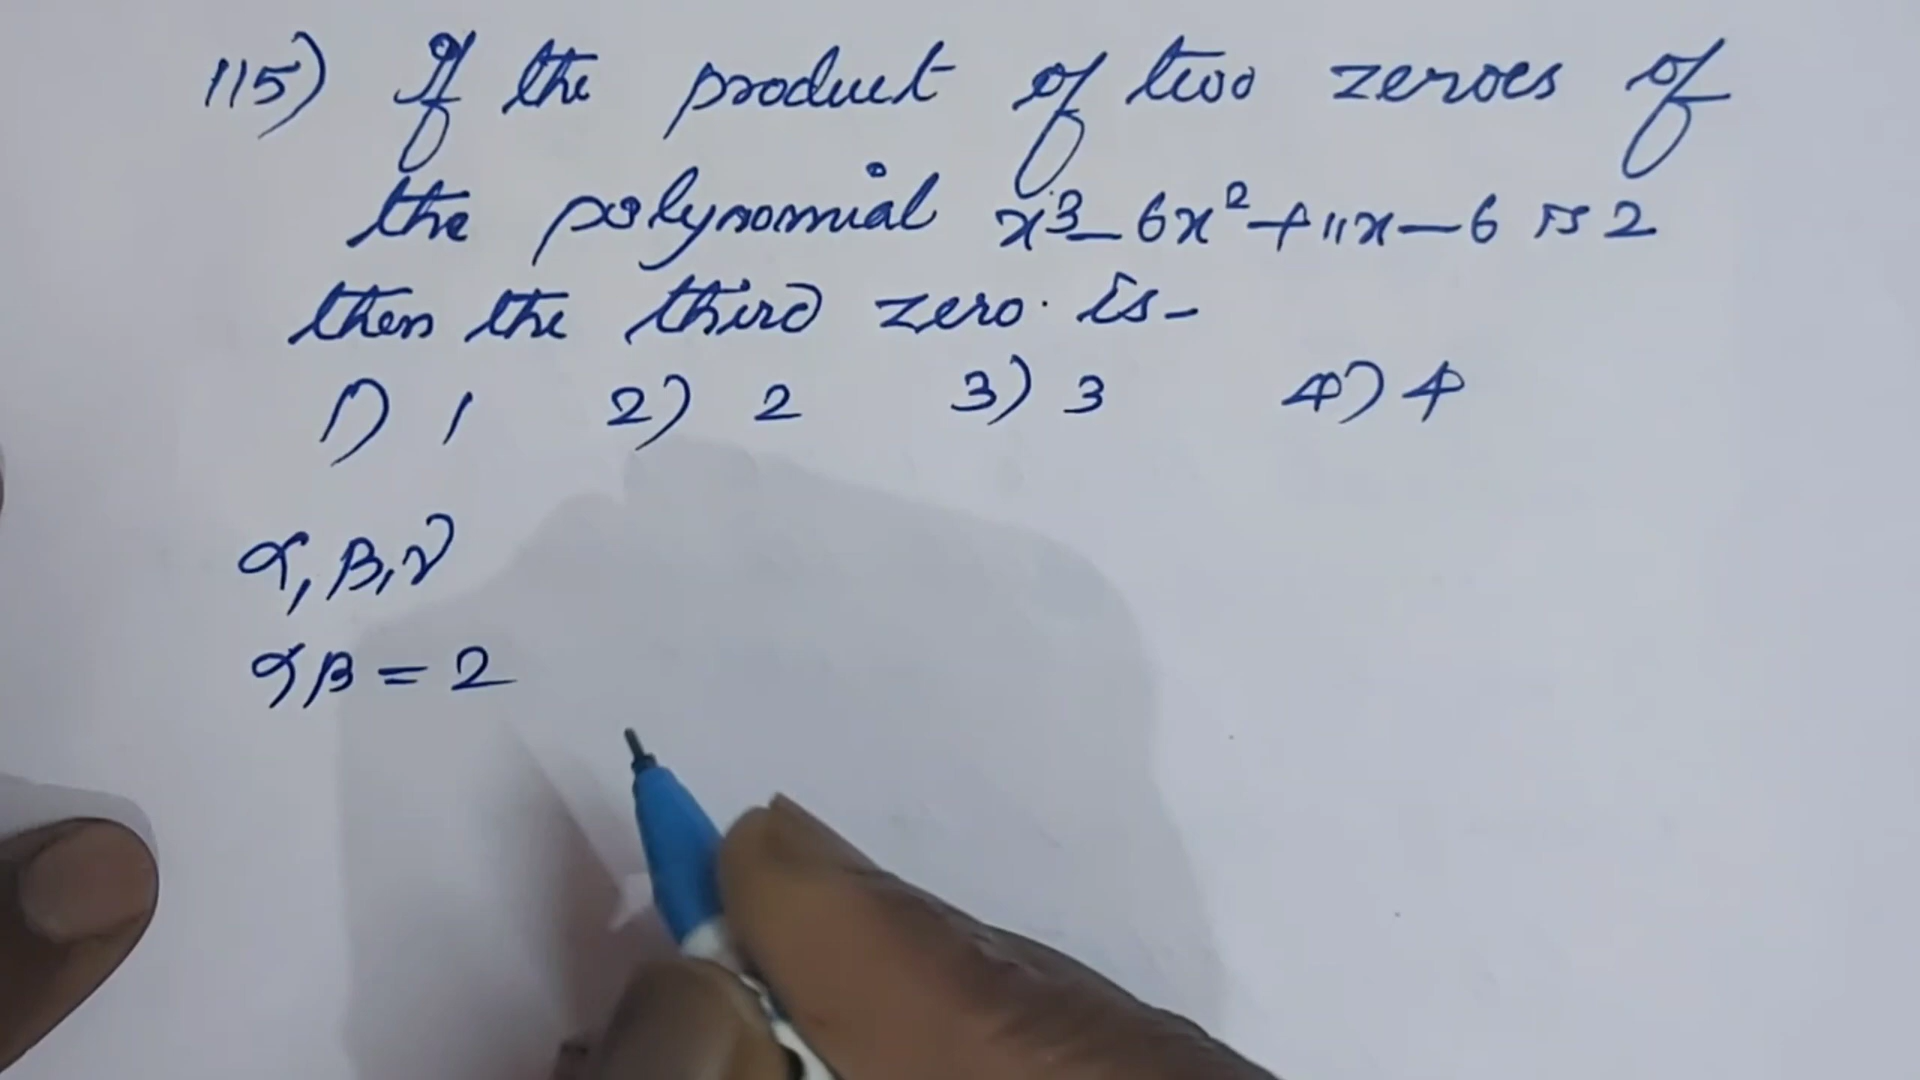 115) If the product of two zeroes of
the polynomial x³-6x²+11x-6 is 2
then the third zero is-
1) 1 2) 2 3) 3 4) 4
α, β, γ
αβ = 2